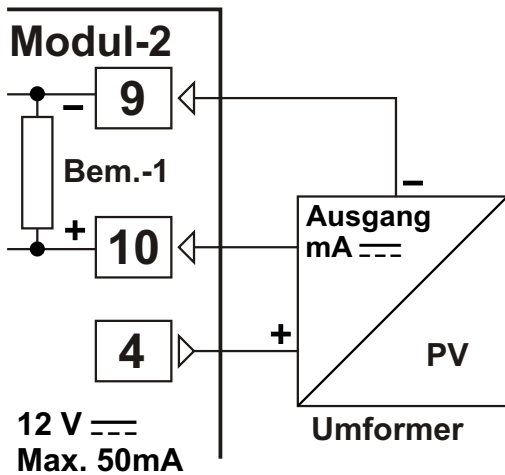 Modul-2
9
−
Bem.-1
+
10
−
Ausgang
mA
4
+
PV
12 V
Max. 50mA
Umformer